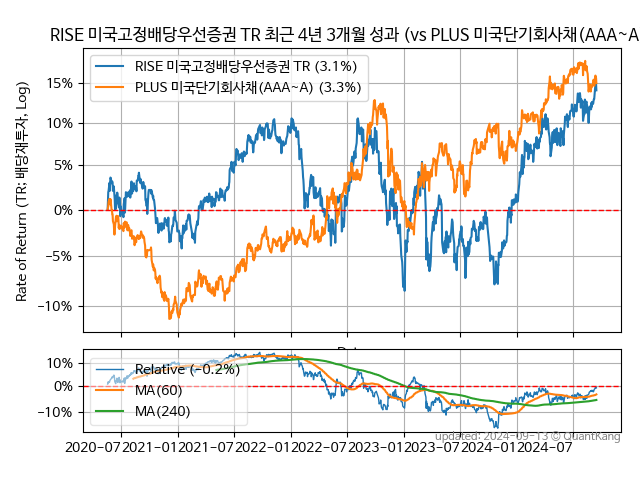 RISE 미국고정배당우선증권 TR 최근 4년 3개월 성과 (vs PLUS 미국단기회사채(AAA~A
Rate of Return (TR: 배당재투자, Log)
RISE 미국고정배당우선증권 TR (3.1%)
PLUS 미국단기회사채(AAA~A) (3.3%)
15%
10%
5%
0%
−5%
−10%
Relative (−0.2%)
MA(60)
MA(240)
10%
0%
−10%
updated: 2024-09-13 © QuantKang
2020-07
2021-01
2021-07
2022-01
2022-07
2023-01
2023-07
2024-01
2024-07